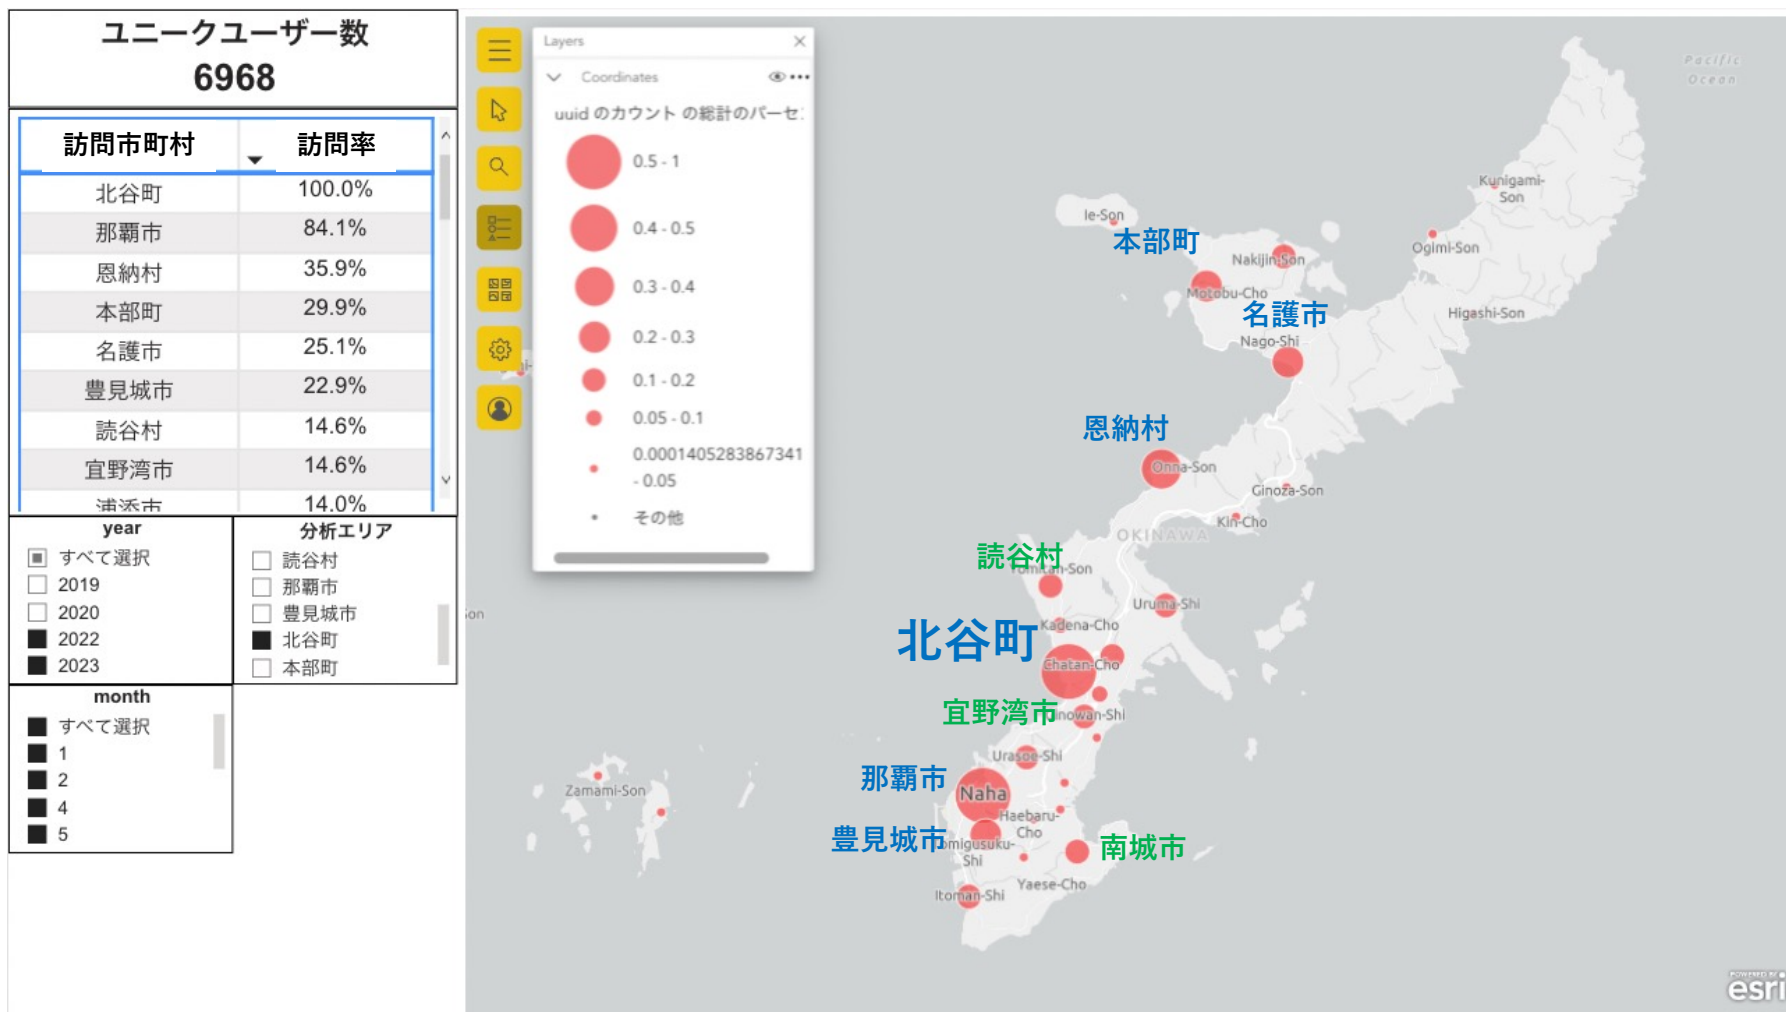 ユニークユーザー数
6968
訪問市町村 訪問率
北谷町 100.0%
那覇市 84.1%
恩納村 35.9%
本部町 29.9%
名護市 25.1%
豊見城市 22.9%
読谷村 14.6%
宜野湾市 14.6%
浦添市 14.0%
year
すべて選択
2019
2020
2022
2023
分析エリア
読谷村
那覇市
豊見城市
北谷町
本部町
month
すべて選択
1
2
4
5
Layers
Coordinates
uuid のカウント の総計のパーセ
0.5 - 1
0.4 - 0.5
0.3 - 0.4
0.2 - 0.3
0.1 - 0.2
0.05 - 0.1
0.0001405283867341
- 0.05
その他
Pacific
Ocean
Kunigami-
Son
Ie-Son
本部町
Ogimi-Son
Nakijin-Son
Motobu-Cho
名護市
Higashi-Son
Nago-Shi
恩納村
Onna-Son
Ginoza-Son
Kin-Cho
OKINAWA
読谷村
Yomitan-Son
Uruma-Shi
son
北谷町
Kadena-Cho
Chatan-Cho
宜野湾市
inowan-Shi
Urasoe-Shi
那覇市
Naha
Zamami-Son
Haebaru-
Cho
豊見城市
omigusuku-
Shi
南城市
Yaese-Cho
Itoman-Shi
POWERED BY
esri